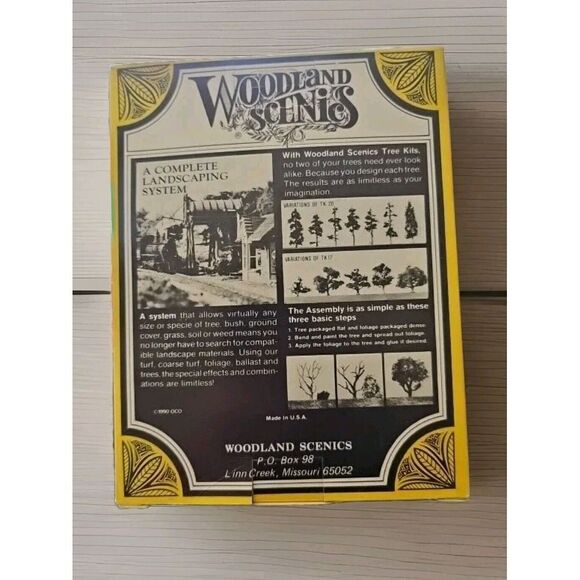 WOODLAND
SCENICS
A COMPLETE
LANDSCAPING
SYSTEM
With Woodland Scenics Tree Kits,
no two of your trees need ever look
alike. Because you design each tree.
The results are as limitless as your
imagination.
VARIATIONS OF TK 20
VARIATIONS OF TK17
A system that allows virtually any
size or specie of tree, bush, ground
cover, grass, soil or weed means you
no longer have to search for compat-
ible landscape materials. Using our
turf, coarse turf, foliage, ballast and
trees, the special effects and combin-
ations are limitless!
The Assembly is as simple as these
three basic steps
1. Tree packaged flat and foliage packaged dense.
2. Bend and paint the tree and spread out foliage.
3. Apply the foliage to the tree and glue if desired.
©1990 OCO
Made in U.S.A.
WOODLAND SCENICS
P.O. Box 98
Linn Creek, Missouri 65052